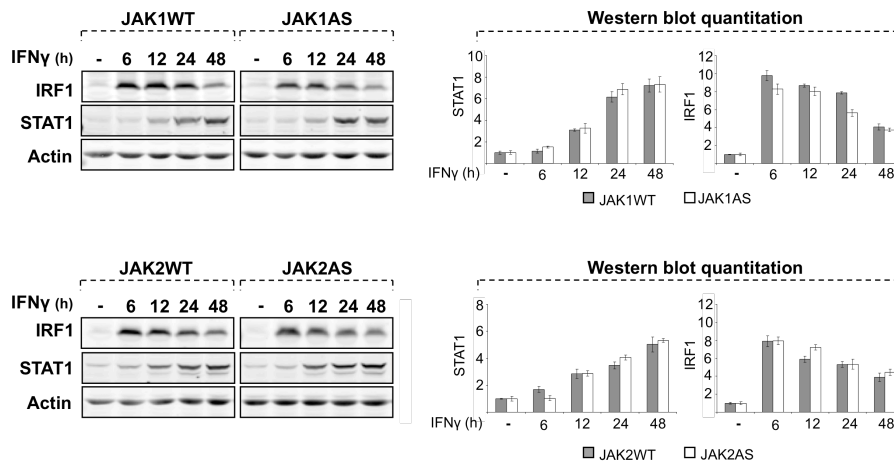 JAK1WT JAK1AS
IFNγ (h) - 6 12 24 48 - 6 12 24 48
IRF1
STAT1
Actin
Western blot quantitation
STAT1
10
8
6
4
2
IFNγ (h) - 6 12 24 48
IRF1
12
10
8
6
4
2
- 6 12 24 48
JAK1WT JAK1AS
JAK2WT JAK2AS
IFNγ (h) - 6 12 24 48 - 6 12 24 48
IRF1
STAT1
Actin
Western blot quantitation
STAT1
8
6
4
2
IFNγ (h) - 6 12 24 48
IRF1
12
10
8
6
4
2
- 6 12 24 48
JAK2WT JAK2AS